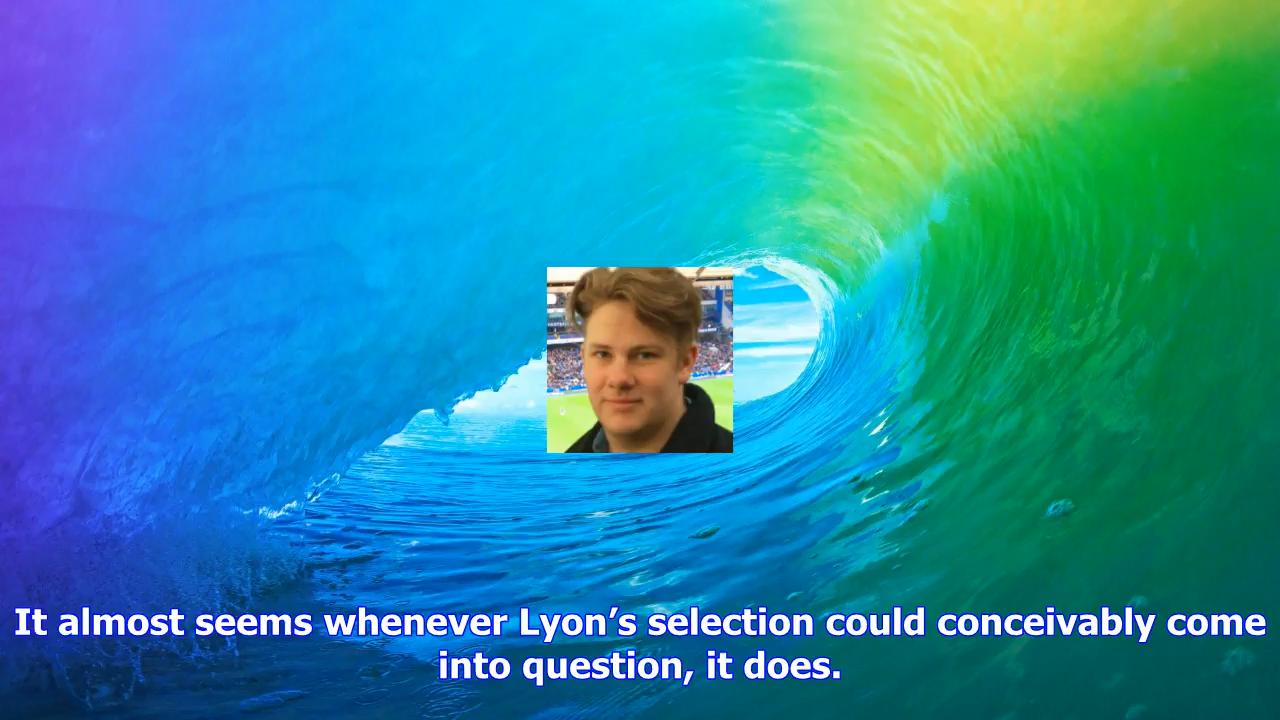 It almost seems whenever Lyon’s selection could conceivably come
into question, it does.